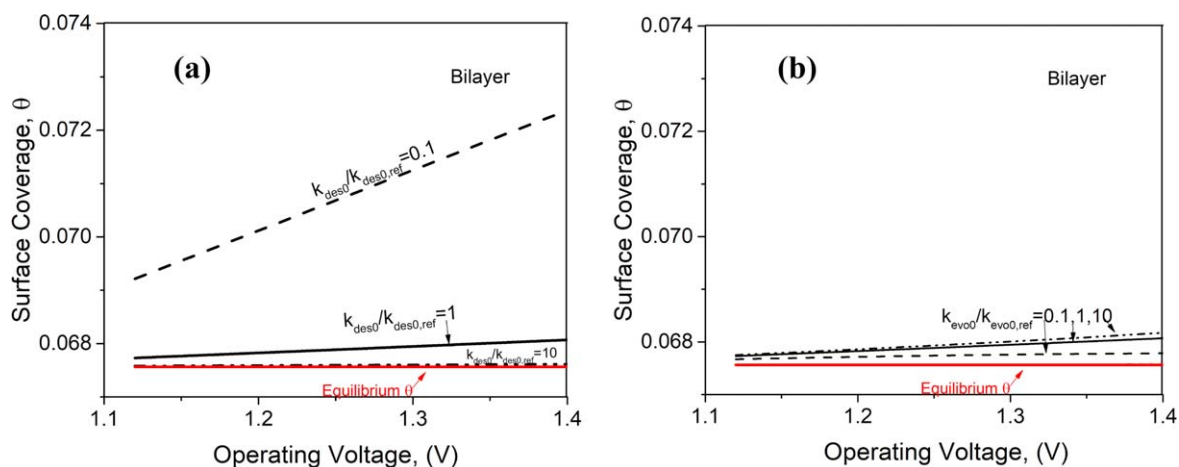 0.074
(a)
Bilayer
0.072
k_des0/k_des0,ref=0.1
0.070
k_des0/k_des0,ref=1
0.068
k_des0/k_des0,ref=10
Equilibrium θ
1.1
1.2
1.3
1.4
Surface Coverage, θ
Operating Voltage, (V)
0.074
(b)
Bilayer
0.072
0.070
k_evo0/k_evo0,ref=0.1,1,10
0.068
Equilibrium θ
1.1
1.2
1.3
1.4
Surface Coverage, θ
Operating Voltage, (V)